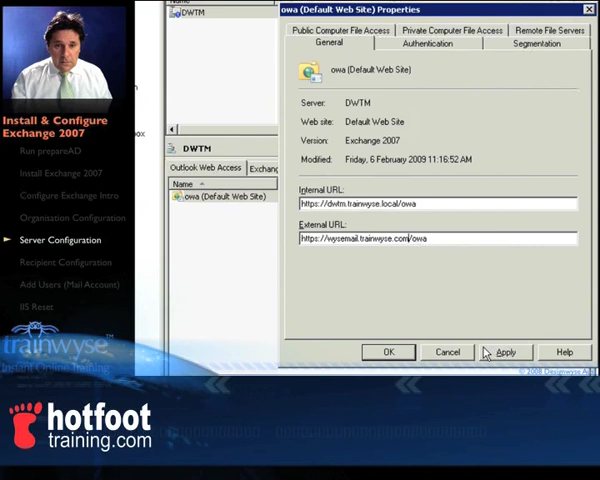 Install & Configure
Exchange 2007
Run prepareAD
Install Exchange 2007
Configure Exchange Intro
Organisation Configuration
Server Configuration
Recipient Configuration
Add Users (Mail Account)
IIS Reset
trainwyse™
Instant Online Training
hotfoot
training.com
Name
DWTM
box
DWTM
Outlook Web Access
Exchan
Name
owa (Default Web Site)
owa (Default Web Site) Properties
Public Computer File Access
Private Computer File Access
Remote File Servers
General
Authentication
Segmentation
owa (Default Web Site)
Server:
DWTM
Web site:
Default Web Site
Version:
Exchange 2007
Modified:
Friday, 6 February 2009 11:16:52 AM
Internal URL:
https://dwtm.trainwyse.local/owa
External URL:
https://wysemail.trainwyse.com/owa
OK
Cancel
Apply
Help
© 2008 Designwyse